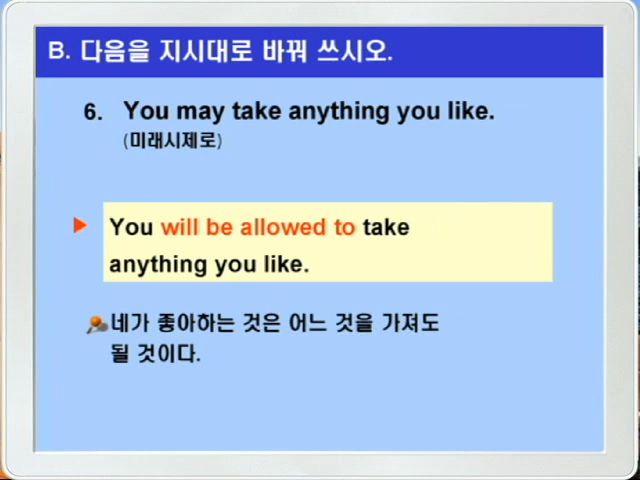 B. 다음을 지시대로 바꿔 쓰시오.
6. You may take anything you like.
(미래시제로)
You will be allowed to take
anything you like.
네가 좋아하는 것은 어느 것을 가져도
될 것이다.